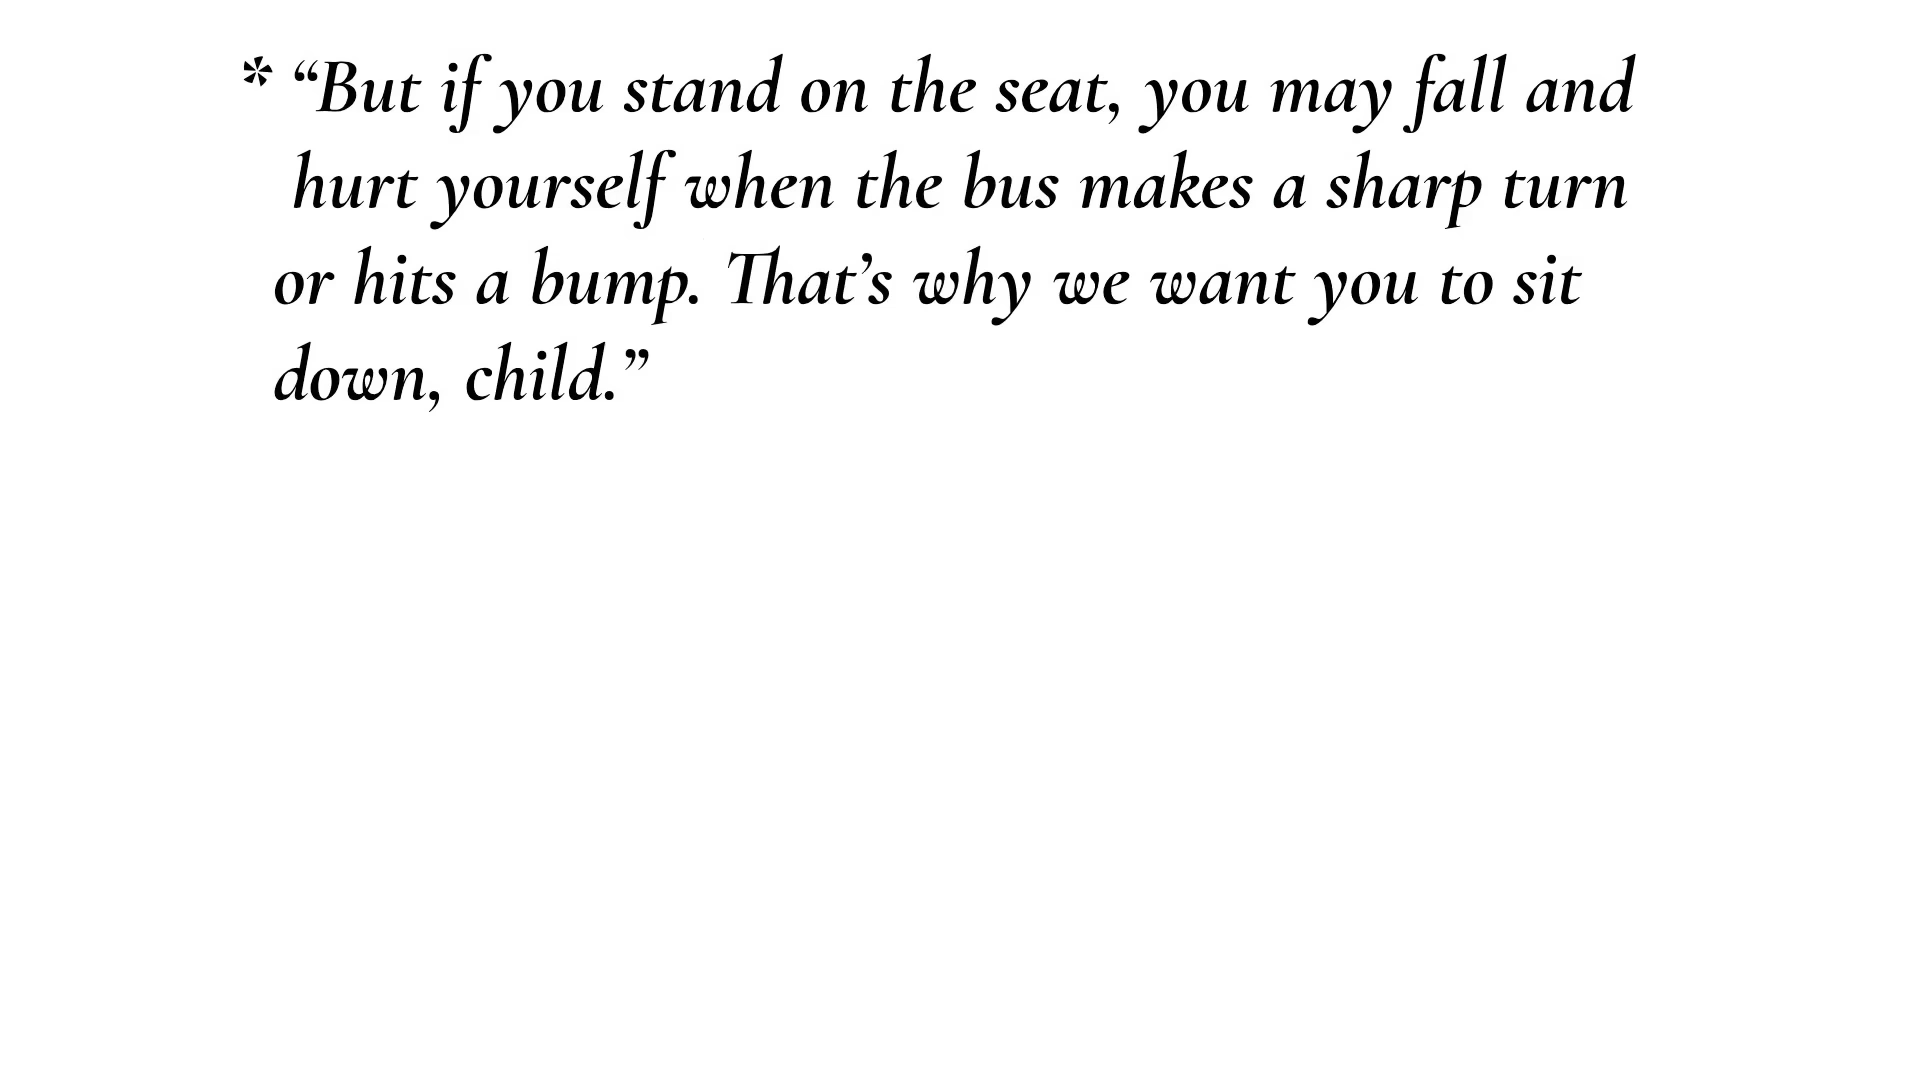 * “But if you stand on the seat, you may fall and
hurt yourself when the bus makes a sharp turn
or hits a bump. That’s why we want you to sit
down, child.”